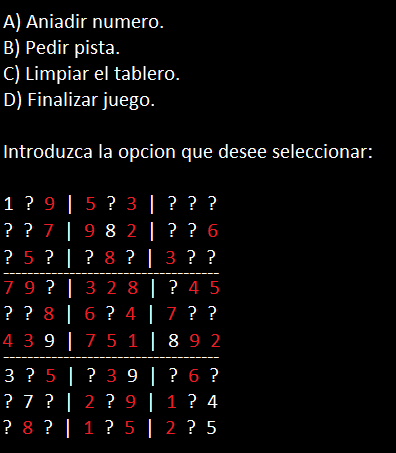 A) Aniadir numero.
B) Pedir pista.
C) Limpiar el tablero.
D) Finalizar juego.
Introduzca la opcion que desee seleccionar:
1 ? 9 | 5 ? 3 | ? ? ?
? ? 7 | 9 8 2 | ? ? 6
? 5 ? | ? 8 ? | 3 ? ?
-----------------------------------------
7 9 ? | 3 2 8 | ? 4 5
? ? 8 | 6 ? 4 | 7 ? ?
4 3 9 | 7 5 1 | 8 9 2
-----------------------------------------
3 ? 5 | ? 3 9 | ? 6 ?
? 7 ? | 2 ? 9 | 1 ? 4
? 8 ? | 1 ? 5 | 2 ? 5